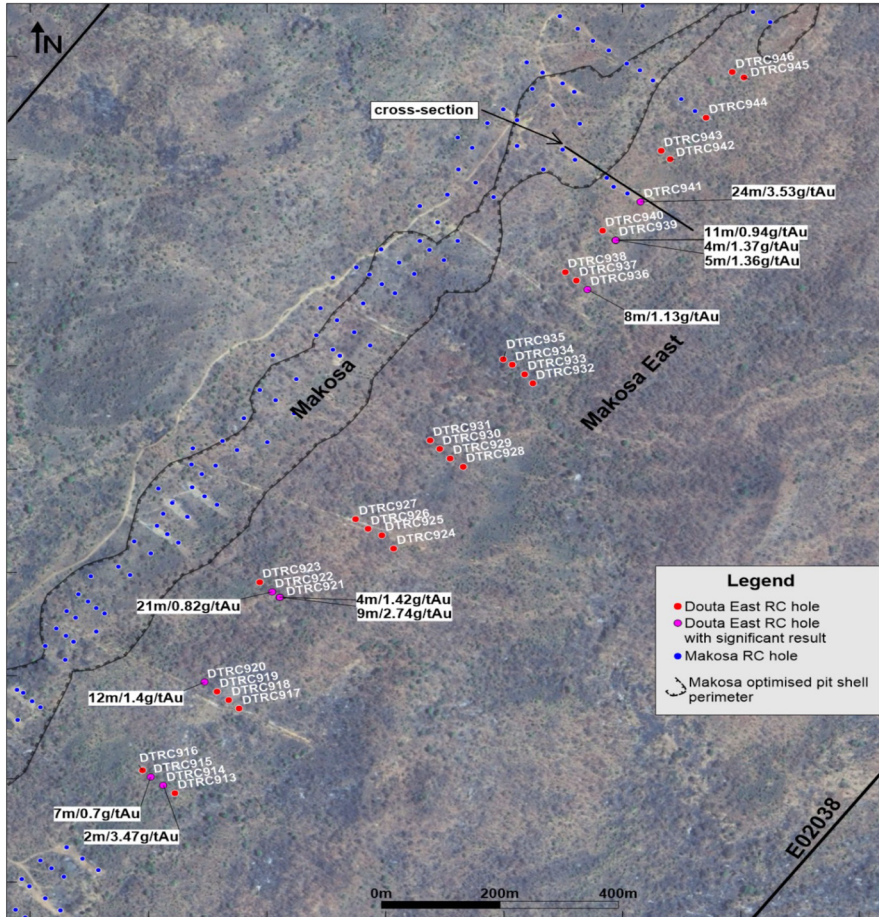 N
DTRC946
DTRC945
cross-section
DTRC944
DTRC943
DTRC942
DTRC941
24m/3.53g/tAu
DTRC940
DTRC939
11m/0.94g/tAu
4m/1.37g/tAu
5m/1.36g/tAu
DTRC938
DTRC937
DTRC936
8m/1.13g/tAu
DTRC935
DTRC934
DTRC933
DTRC932
Makosa
Makosa East
DTRC931
DTRC930
DTRC929
DTRC928
DTRC927
DTRC926
DTRC925
DTRC924
DTRC923
DTRC922
DTRC921
21m/0.82g/tAu
4m/1.42g/tAu
9m/2.74g/tAu
Legend
Douta East RC hole
Douta East RC hole
with significant result
Makosa RC hole
Makosa optimised pit shell
perimeter
DTRC920
DTRC919
DTRC918
DTRC917
12m/1.4g/tAu
DTRC916
DTRC915
DTRC914
DTRC913
7m/0.7g/tAu
2m/3.47g/tAu
E02038
0m
200m
400m